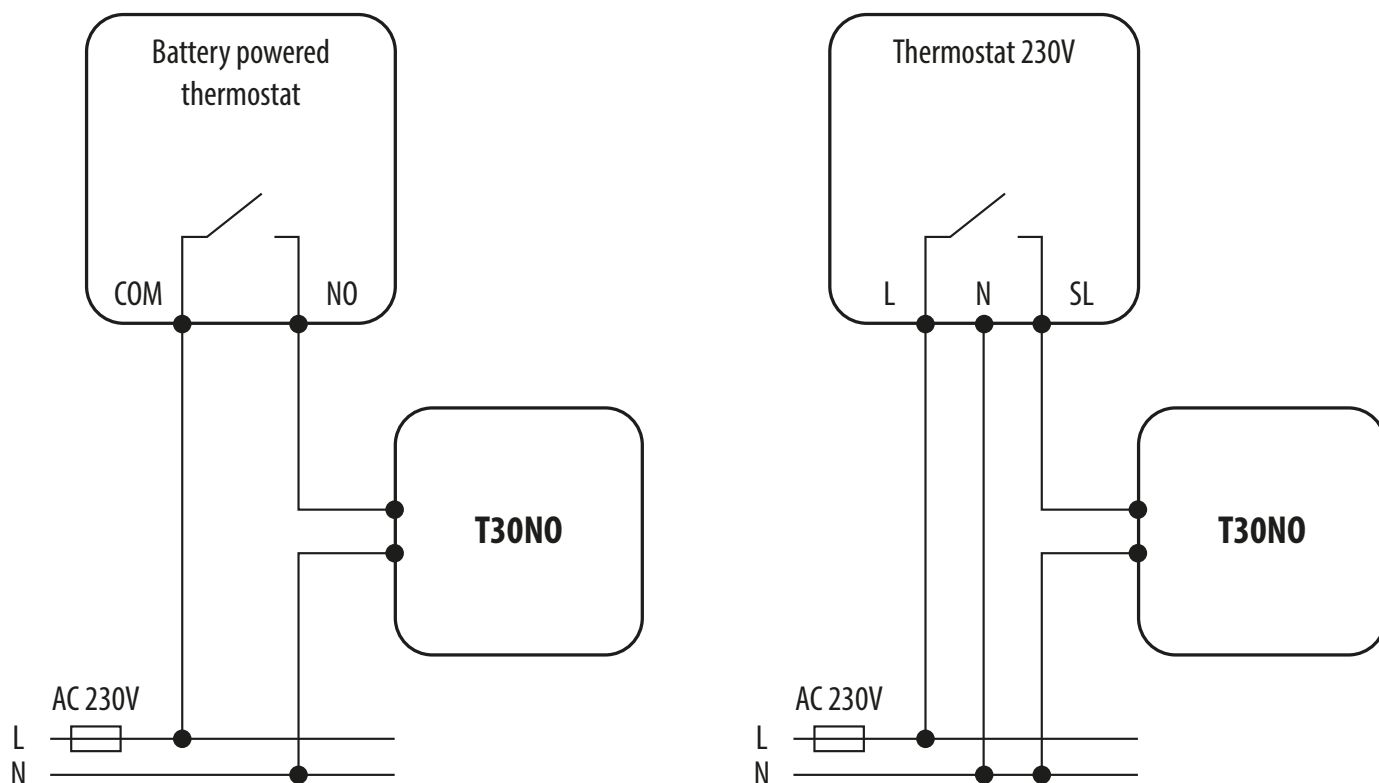 Battery powered
thermostat
COM
NO
T30NO
AC 230V
L
N
Thermostat 230V
L
N
SL
T30NO
AC 230V
L
N